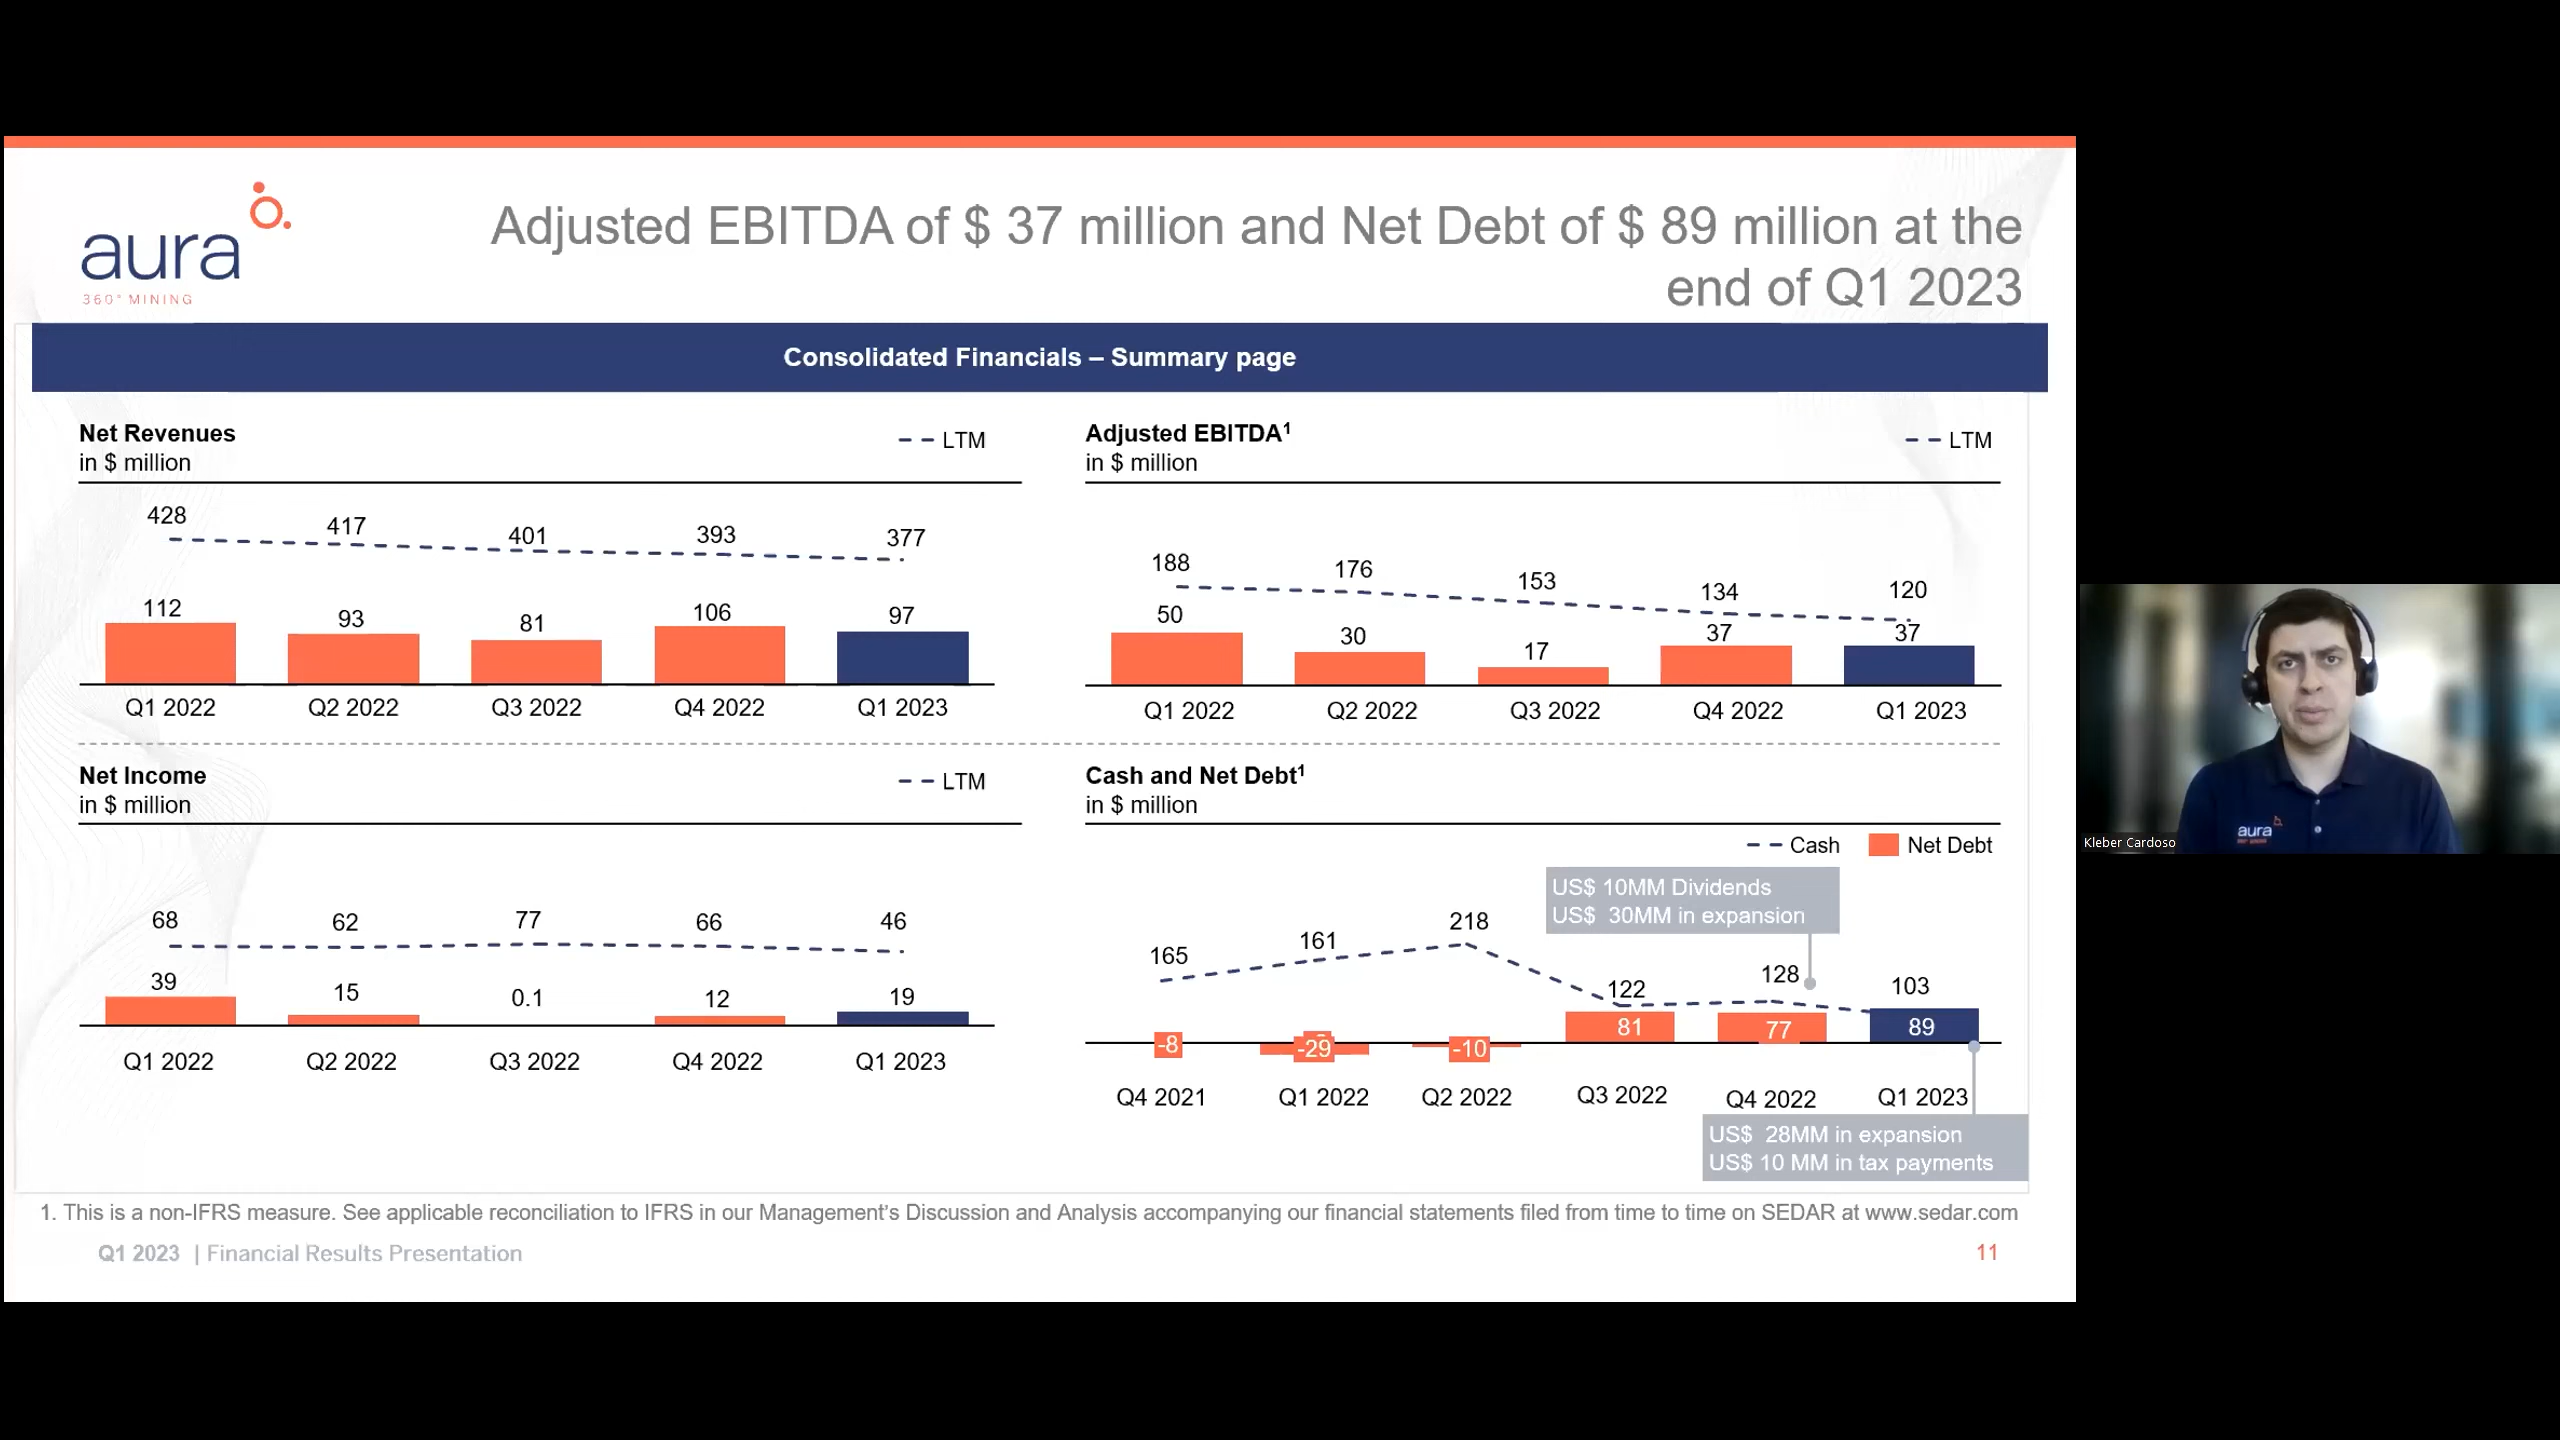 aura
360° MINING
Adjusted EBITDA of $ 37 million and Net Debt of $ 89 million at the
end of Q1 2023
Consolidated Financials – Summary page
Net Revenues
in $ million
LTM
428 417 401 393 377
112 93 81 106 97
Q1 2022 Q2 2022 Q3 2022 Q4 2022 Q1 2023
Adjusted EBITDA¹
in $ million
LTM
188 176 153 134 120
50 30 17 37 37
Q1 2022 Q2 2022 Q3 2022 Q4 2022 Q1 2023
Net Income
in $ million
LTM
68 62 77 66 46
39 15 0.1 12 19
Q1 2022 Q2 2022 Q3 2022 Q4 2022 Q1 2023
Cash and Net Debt¹
in $ million
Cash Net Debt
US$ 10MM Dividends
US$ 30MM in expansion
165 161 218 122 128 103
-8 -29 -10 81 77 89
Q4 2021 Q1 2022 Q2 2022 Q3 2022 Q4 2022 Q1 2023
US$ 28MM in expansion
US$ 10 MM in tax payments
1. This is a non-IFRS measure. See applicable reconciliation to IFRS in our Management’s Discussion and Analysis accompanying our financial statements filed from time to time on SEDAR at www.sedar.com
Q1 2023 | Financial Results Presentation
11
aura
Kleber Cardoso